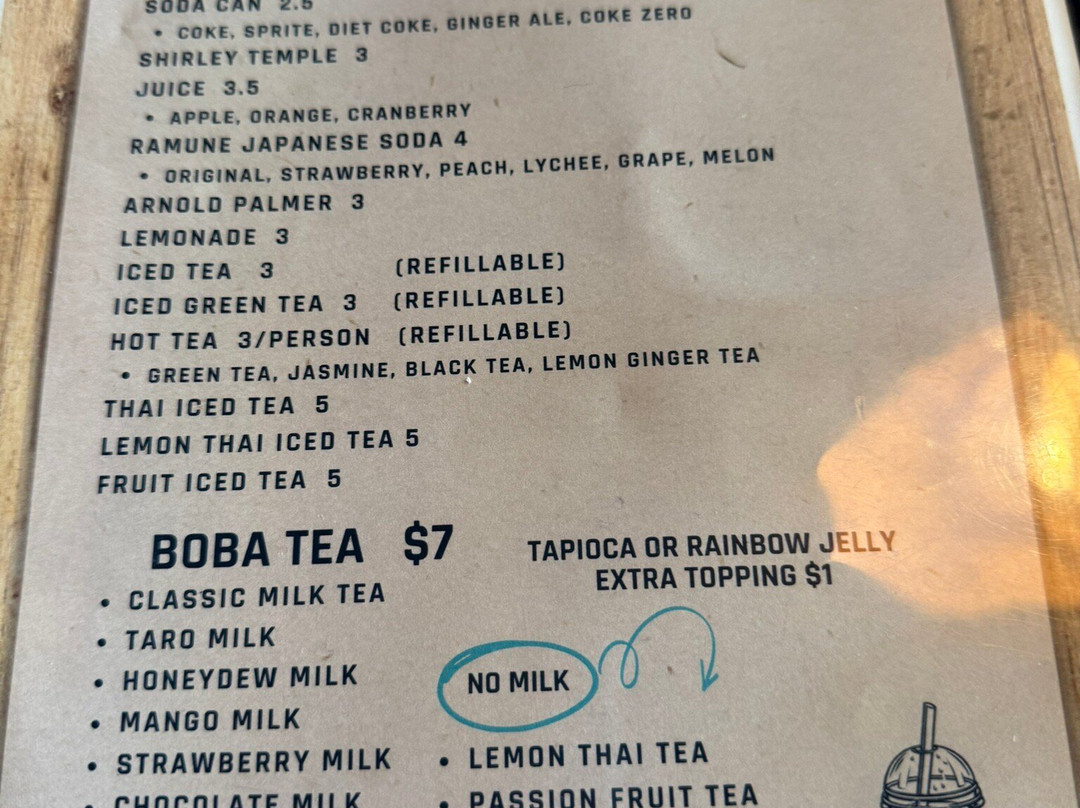 SODA CAN 2.5
• COKE, SPRITE, DIET COKE, GINGER ALE, COKE ZERO
SHIRLEY TEMPLE 3
JUICE 3.5
• APPLE, ORANGE, CRANBERRY
RAMUNE JAPANESE SODA 4
• ORIGINAL, STRAWBERRY, PEACH, LYCHEE, GRAPE, MELON
ARNOLD PALMER 3
LEMONADE 3
ICED TEA 3 (REFILLABLE)
ICED GREEN TEA 3 (REFILLABLE)
HOT TEA 3/PERSON (REFILLABLE)
• GREEN TEA, JASMINE, BLACK TEA, LEMON GINGER TEA
THAI ICED TEA 5
LEMON THAI ICED TEA 5
FRUIT ICED TEA 5
BOBA TEA $7
TAPIOCA OR RAINBOW JELLY
EXTRA TOPPING $1
• CLASSIC MILK TEA
• TARO MILK
• HONEYDEW MILK
• MANGO MILK
• STRAWBERRY MILK
• CHOCOLATE MILK
NO MILK
• LEMON THAI TEA
• PASSION FRUIT TEA